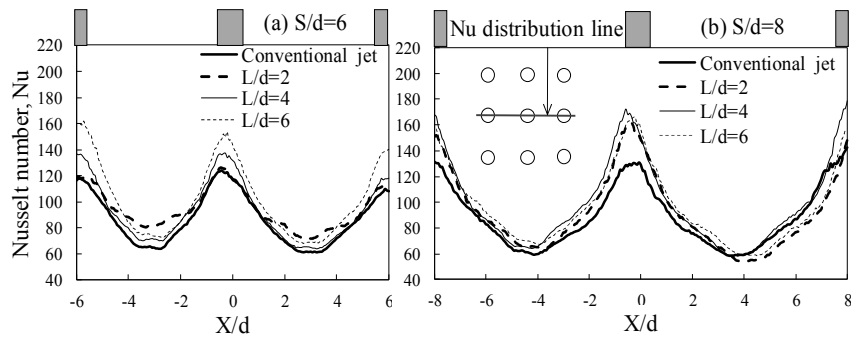 (a) S/d=6
Conventional jet
L/d=2
L/d=4
L/d=6
Nusselt number, Nu
220
200
180
160
140
120
100
80
60
40
-6 -4 -2 0 2 4 6
X/d
Nu distribution line
(b) S/d=8
Conventional jet
L/d=2
L/d=4
L/d=6
220
200
180
160
140
120
100
80
60
40
-8 -6 -4 -2 0 2 4 6 8
X/d